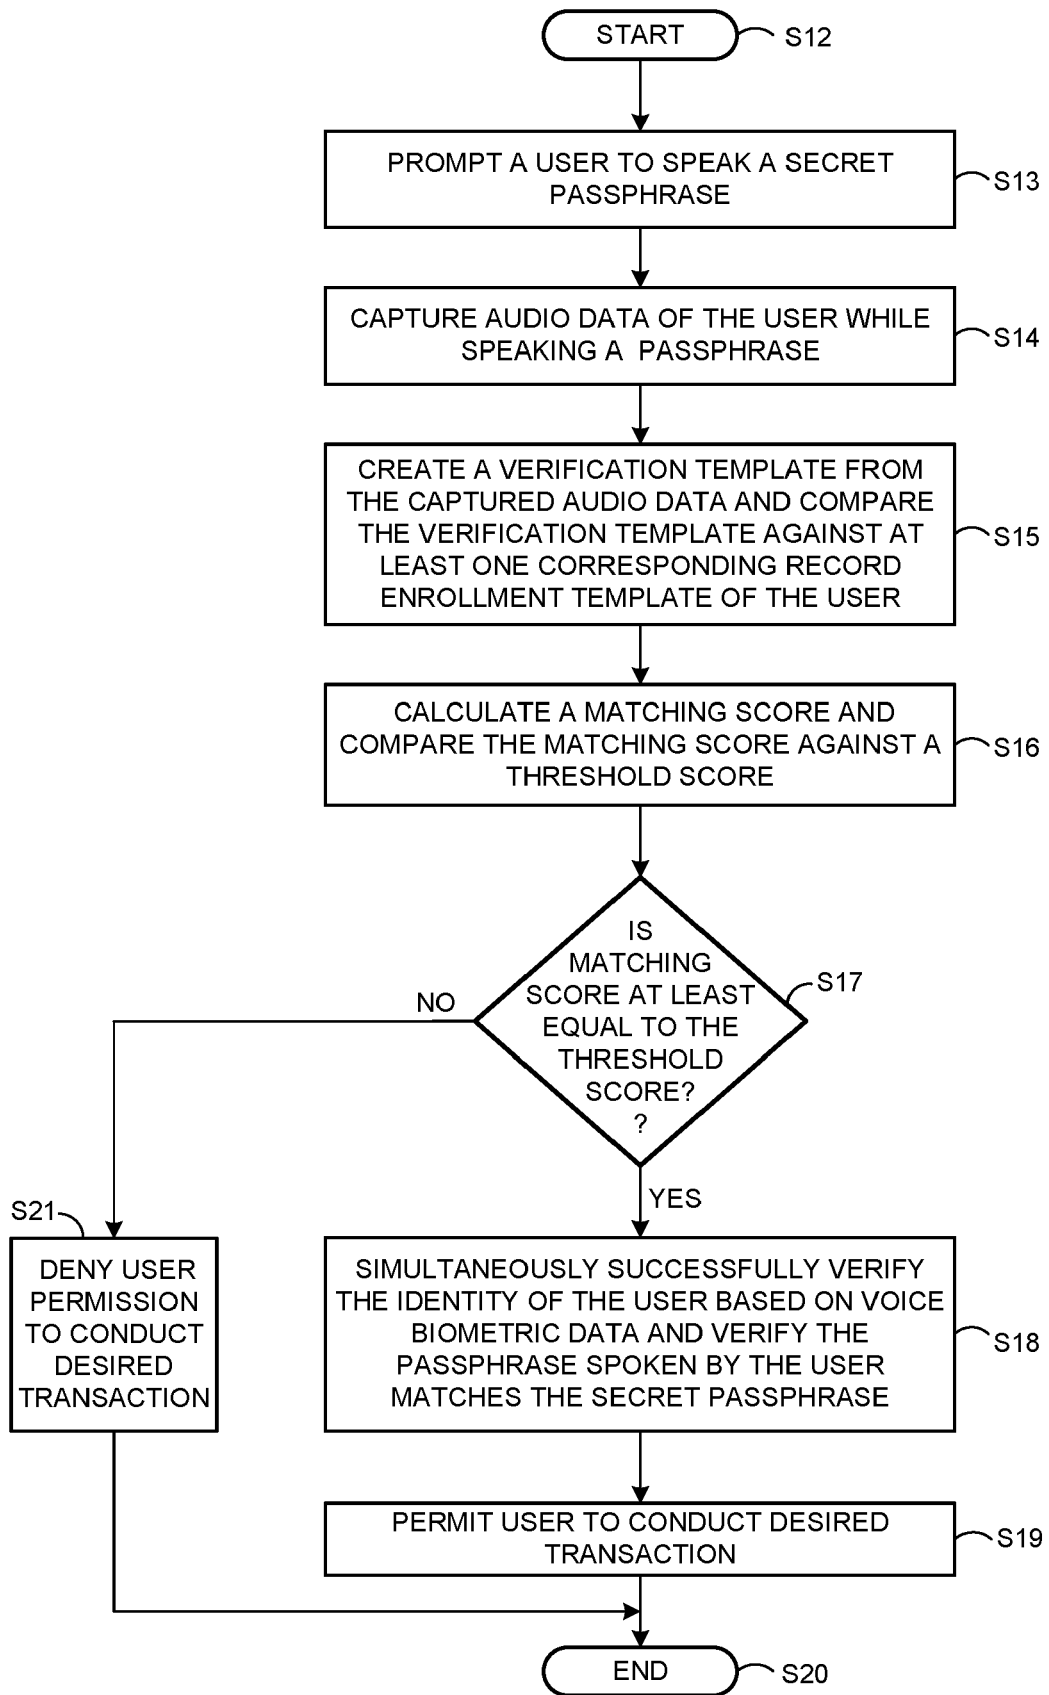 START
S12
PROMPT A USER TO SPEAK A SECRET
PASSPHRASE
S13
CAPTURE AUDIO DATA OF THE USER WHILE
SPEAKING A PASSPHRASE
S14
CREATE A VERIFICATION TEMPLATE FROM
THE CAPTURED AUDIO DATA AND COMPARE
THE VERIFICATION TEMPLATE AGAINST AT
LEAST ONE CORRESPONDING RECORD
ENROLLMENT TEMPLATE OF THE USER
S15
CALCULATE A MATCHING SCORE AND
COMPARE THE MATCHING SCORE AGAINST A
THRESHOLD SCORE
S16
IS
MATCHING
SCORE AT LEAST
EQUAL TO THE
THRESHOLD
SCORE?
?
S17
NO
YES
S21
DENY USER
PERMISSION
TO CONDUCT
DESIRED
TRANSACTION
SIMULTANEOUSLY SUCCESSFULLY VERIFY
THE IDENTITY OF THE USER BASED ON VOICE
BIOMETRIC DATA AND VERIFY THE
PASSPHRASE SPOKEN BY THE USER
MATCHES THE SECRET PASSPHRASE
S18
PERMIT USER TO CONDUCT DESIRED
TRANSACTION
S19
END
S20